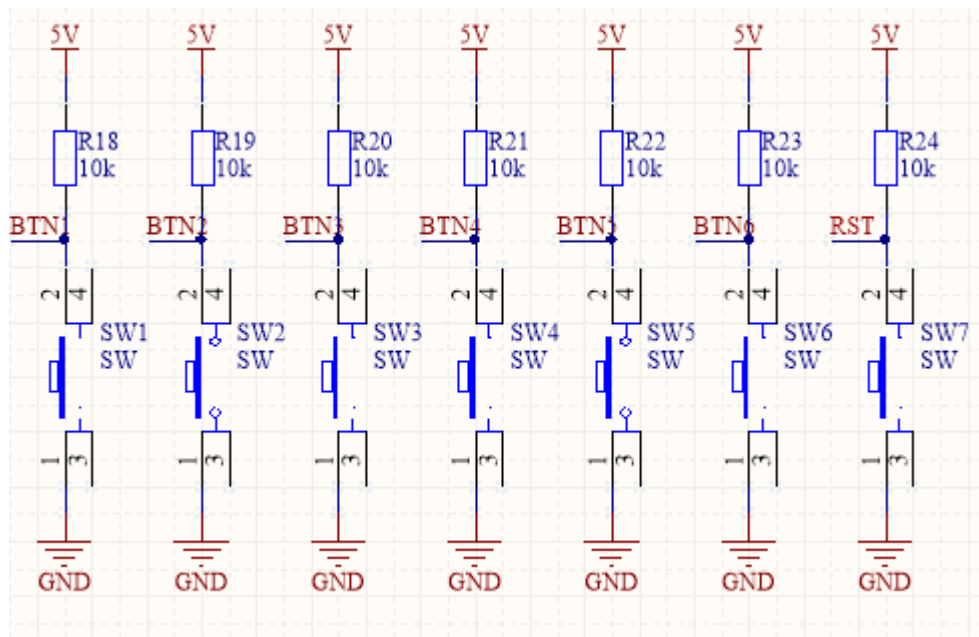 5V 5V 5V 5V 5V 5V 5V
R18 R19 R20 R21 R22 R23 R24
10k 10k 10k 10k 10k 10k 10k
BTN1 BTN2 BTN3 BTN4 BTN5 BTN6 RST
2 4 2 4 2 4 2 4 2 4 2 4 2 4
SW1 SW2 SW3 SW4 SW5 SW6 SW7
SW SW SW SW SW SW SW
1 3 1 3 1 3 1 3 1 3 1 3 1 3
GND GND GND GND GND GND GND